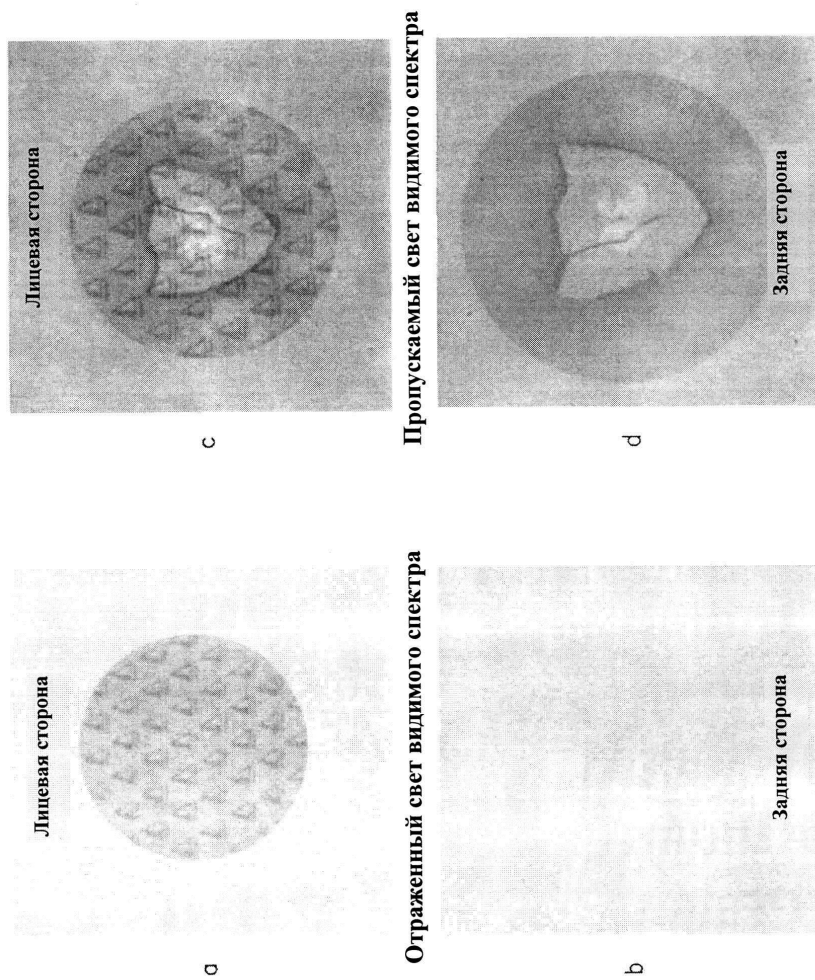 Лицевая сторона
a
Отраженный свет видимого спектра
b
Задняя сторона
Лицевая сторона
c
Пропускаемый свет видимого спектра
d
Задняя сторона